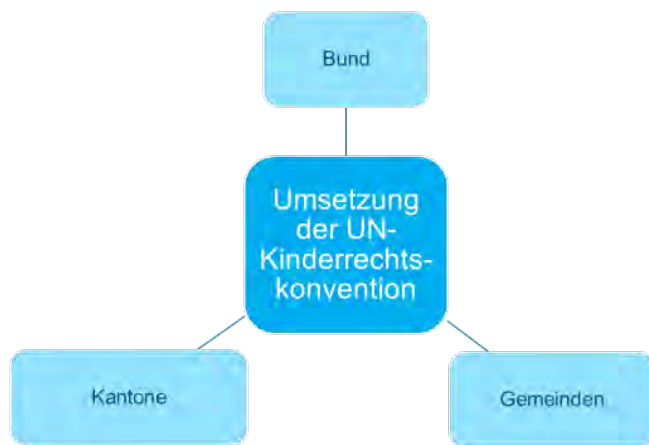 Bund
Umsetzung
der UN-
Kinderrechts-
konvention
Kantone
Gemeinden